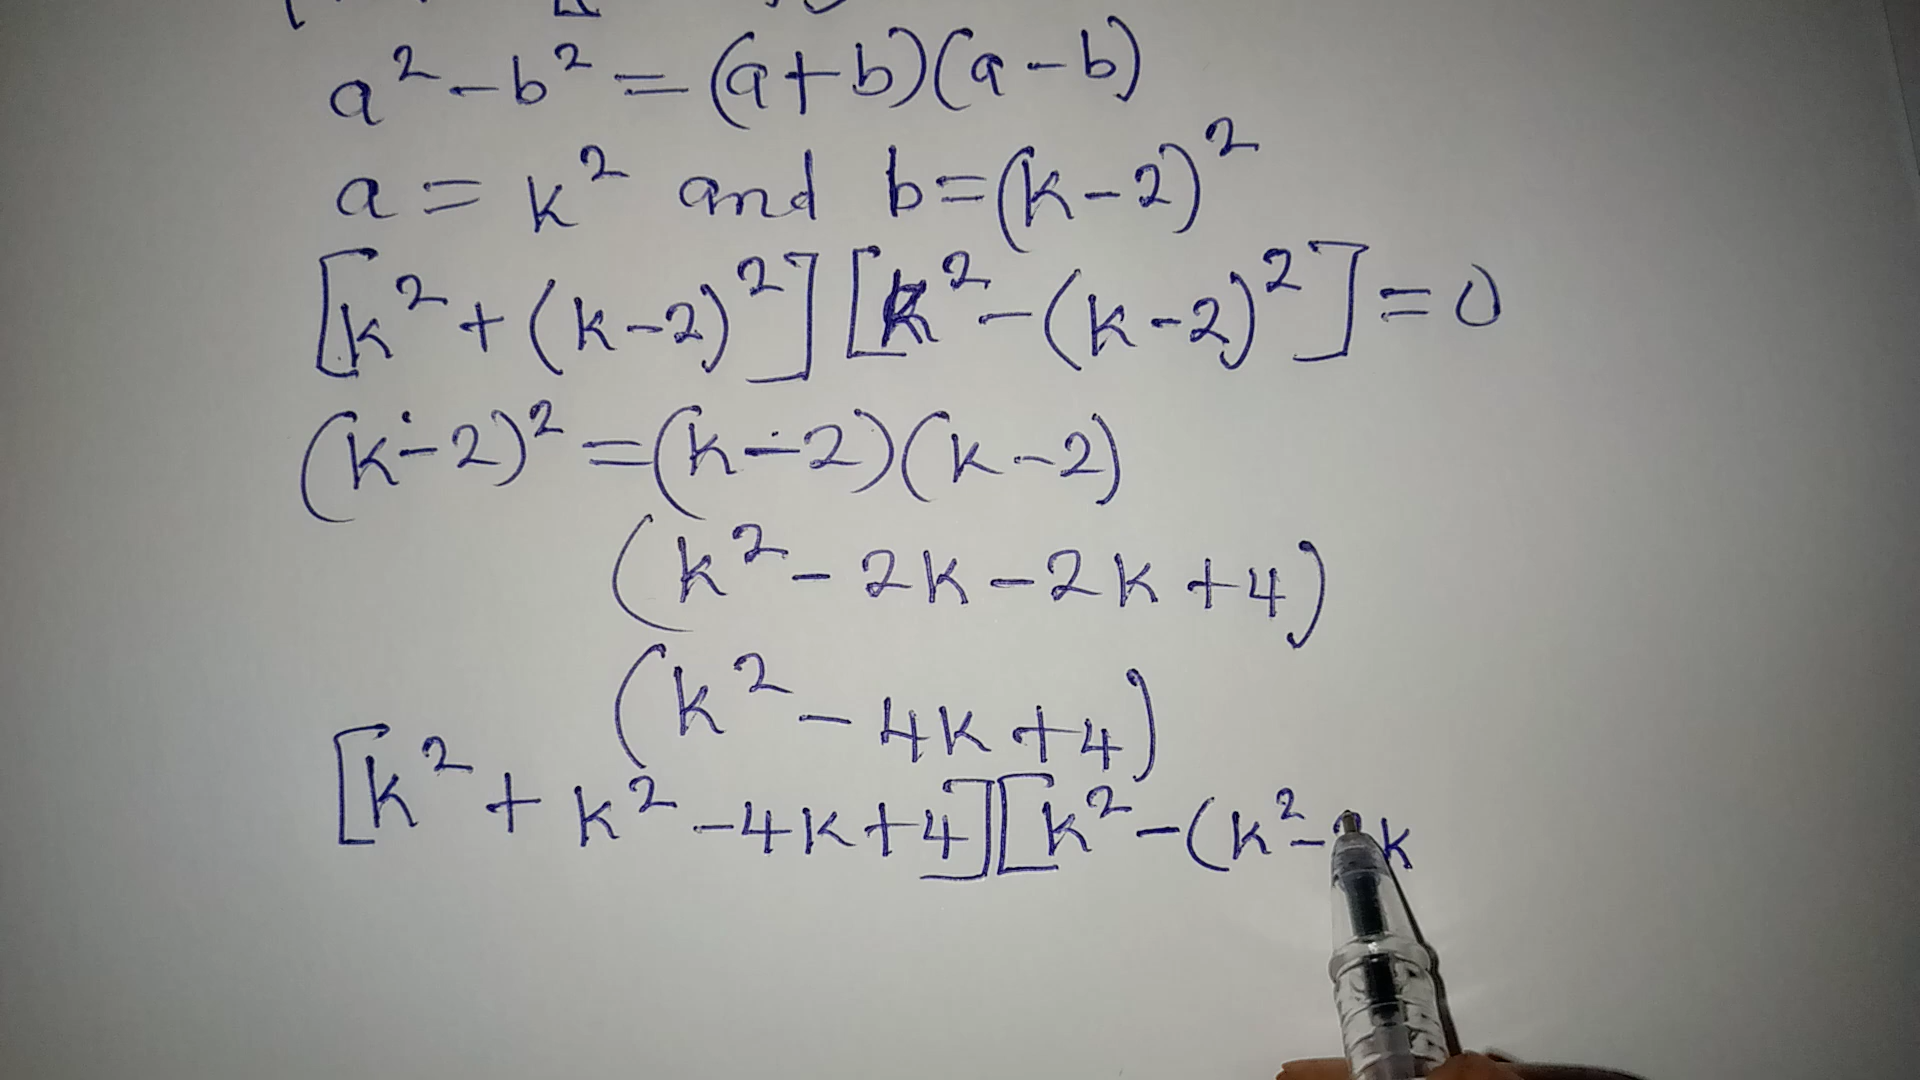 a² - b² = (a + b)(a - b)
a = k² and b = (k - 2)²
[k² + (k - 2)²] [k² - (k - 2)²] = 0
(k - 2)² = (k - 2)(k - 2)
(k² - 2k - 2k + 4)
(k² - 4k + 4)
[k² + k² - 4k + 4] [k² - (k² - k